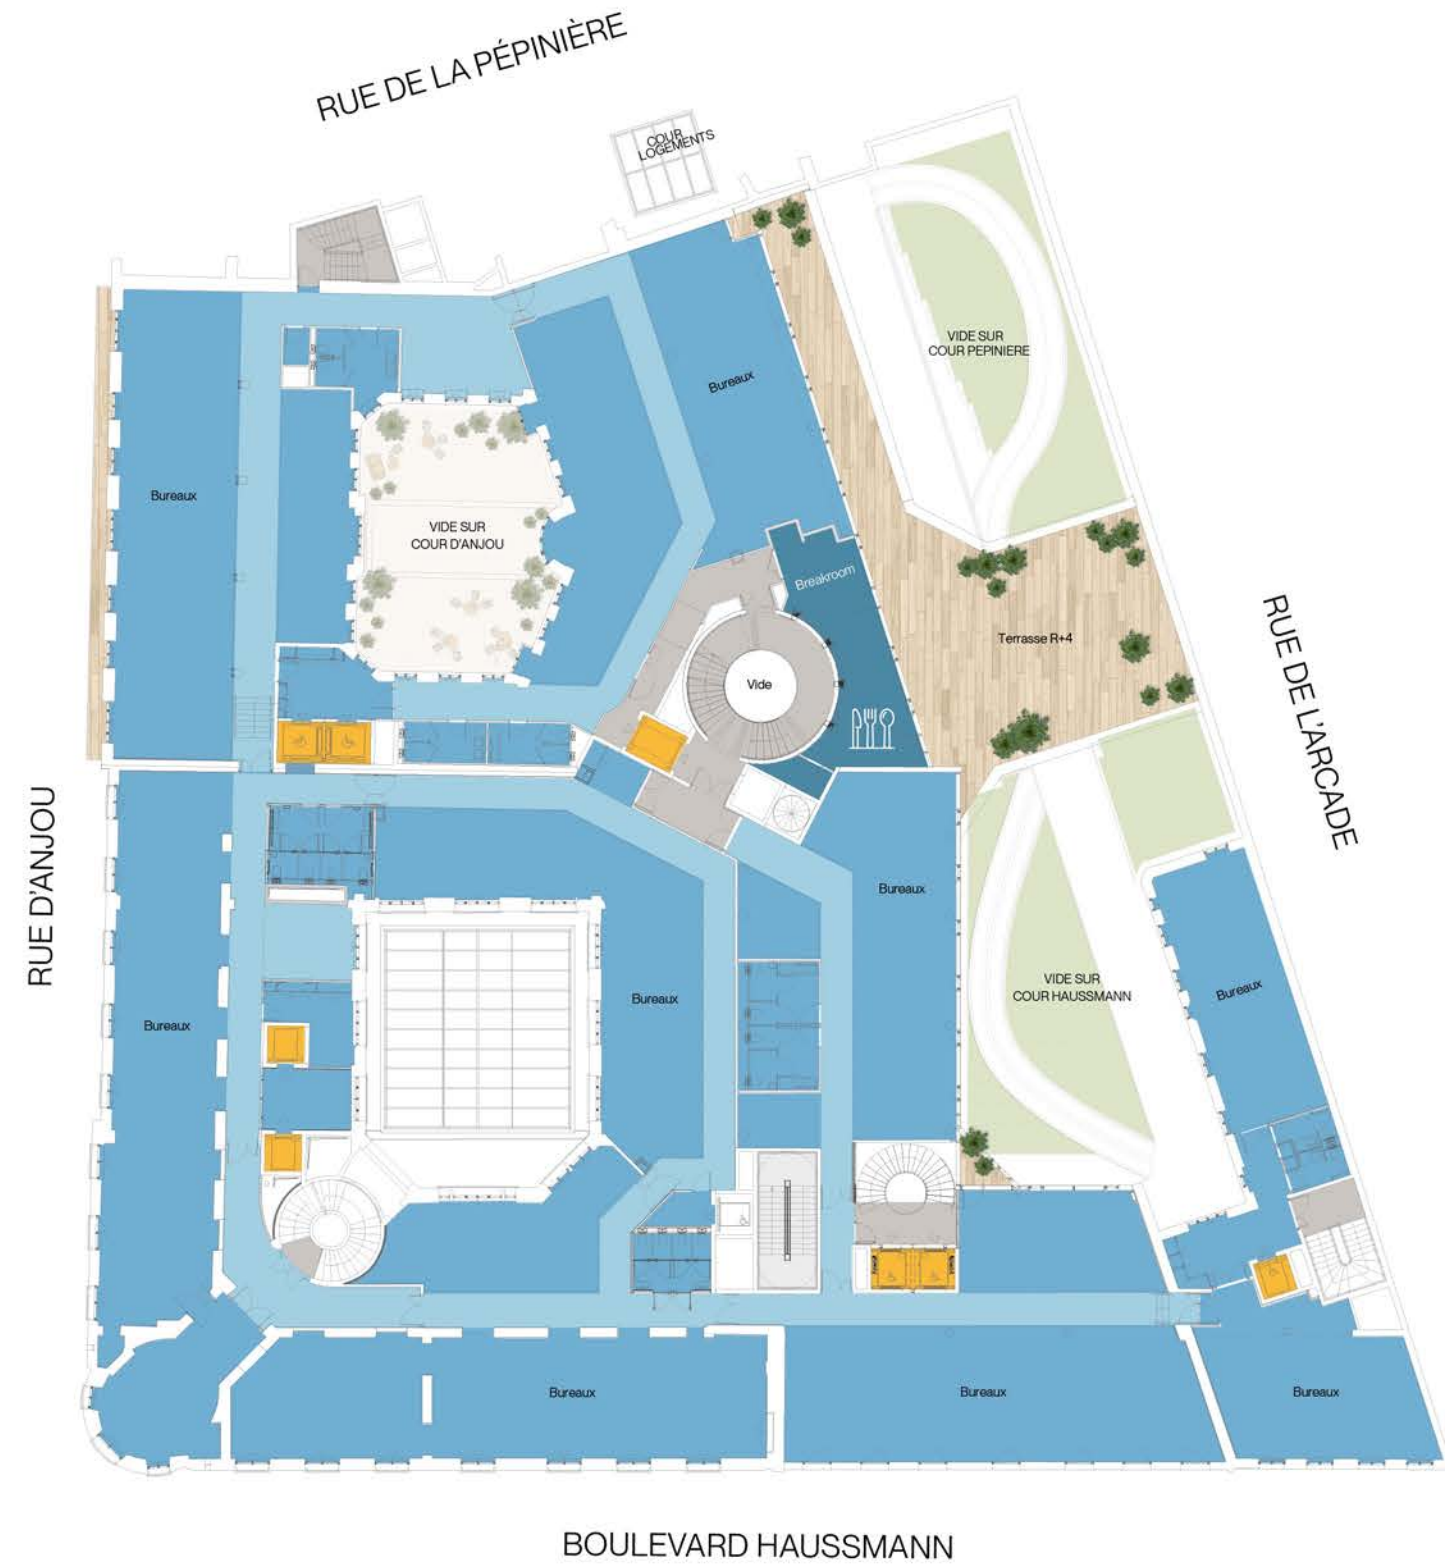 RUE DE LA PÉPINIÈRE
COUR
LOGEMENTS
VIDE SUR
COUR PEPINIERE
Bureaux
Bureaux
VIDE SUR
COUR D'ANJOU
Breakroom
Terrasse R+4
Vide
RUE DE L'ARCADE
RUE D'ANJOU
Bureaux
VIDE SUR
COUR HAUSSMANN
Bureaux
Bureaux
Bureaux
Bureaux
Bureaux
Bureaux
BOULEVARD HAUSSMANN